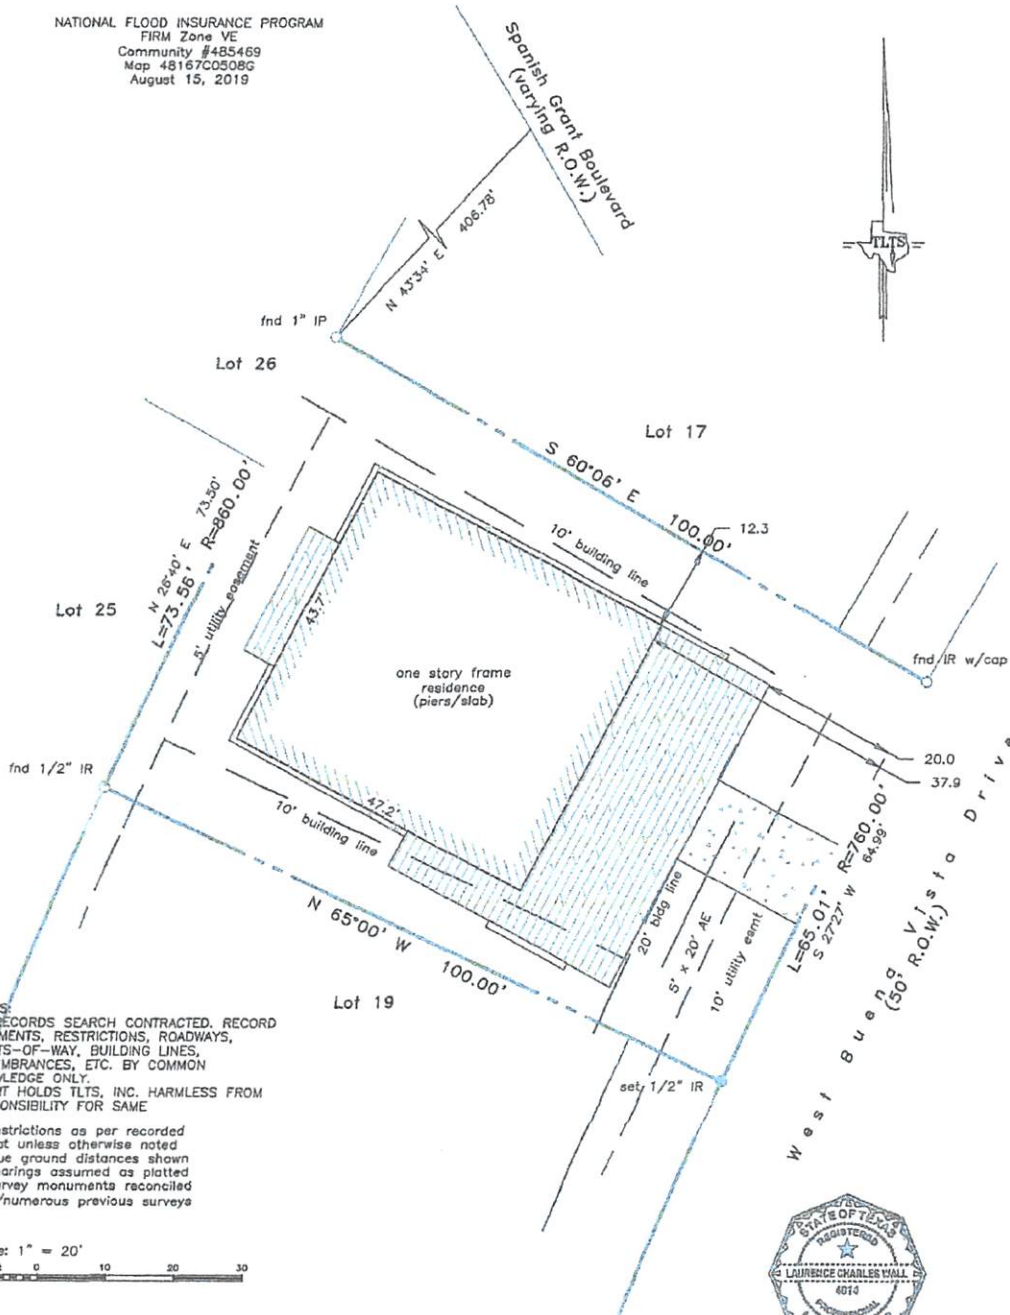 NATIONAL FLOOD INSURANCE PROGRAM
FIRM Zone VE
Community #485469
Map 48167C0508G
August 15, 2019
Spanish Grant Boulevard
(varying R.O.W.)
TLTS
N 43°34' E 406.78'
fnd 1" IP
Lot 26
Lot 17
S 60°06' E 100.00'
12.3
10' building line
N 26°40' E 73.50'
L=73.56' R=860.00'
5' utility easement
43.7'
Lot 25
one story frame
residence
(piers/slab)
fnd IR w/cap
20.0
37.9
fnd 1/2" IR
47.2'
10' building line
20' bldg line
5' x 20' AE
10' utility esmt
L=65.01' R=760.00'
S 27°27' W 64.99'
West Buena Vista Drive
(50' R.O.W.)
N 65°00' W 100.00'
Lot 19
set 1/2" IR
S:
ECORDS SEARCH CONTRACTED. RECORD
MENTS, RESTRICTIONS, ROADWAYS,
TS-OF-WAY, BUILDING LINES,
MBRANCES, ETC. BY COMMON
LEDGE ONLY.
T HOLDS TLTS, INC. HARMLESS FROM
ONSIBILITY FOR SAME
strictions as per recorded
at unless otherwise noted
ue ground distances shown
arings assumed as platted
rvey monuments reconciled
/numerous previous surveys
e: 1" = 20'
0 10 20 30
STATE OF TEXAS
REGISTERED
LAURENCE CHARLES WALL
4014